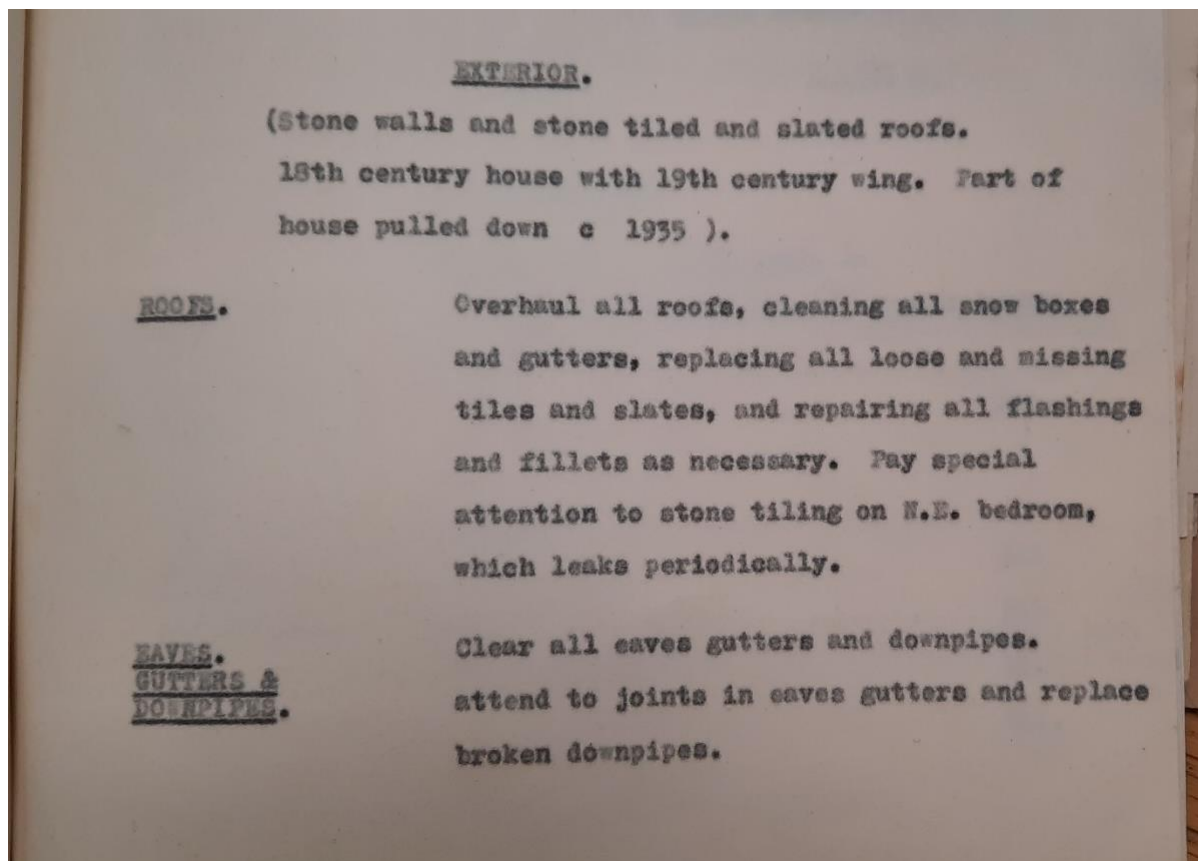 EXTERIOR.
(Stone walls and stone tiled and slated roofs.
18th century house with 19th century wing. Part of
house pulled down c 1935 ).
ROOFS.
Overhaul all roofs, cleaning all snow boxes
and gutters, replacing all loose and missing
tiles and slates, and repairing all flashings
and fillets as necessary. Pay special
attention to stone tiling on N.E. bedroom,
which leaks periodically.
EAVES.
GUTTERS &
DOWNPIPES.
Clear all eaves gutters and downpipes.
attend to joints in eaves gutters and replace
broken downpipes.